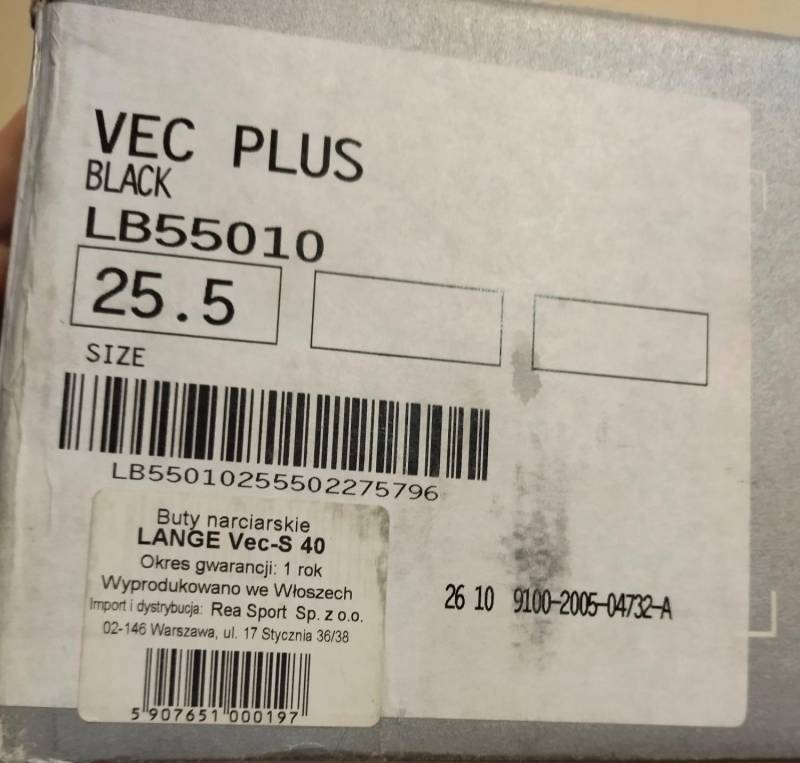 VEC PLUS
BLACK
LB55010
25.5
SIZE
LB55010255502275796
Buty narciarskie
LANGE Vec-S 40
Okres gwarancji: 1 rok
Wyprodukowano we Włoszech
Import i dystrybucja: Rea Sport Sp. z o.o.
02-146 Warszawa, ul. 17 Stycznia 36/38
5 907651 000197
26 10 9100-2005-04732-A